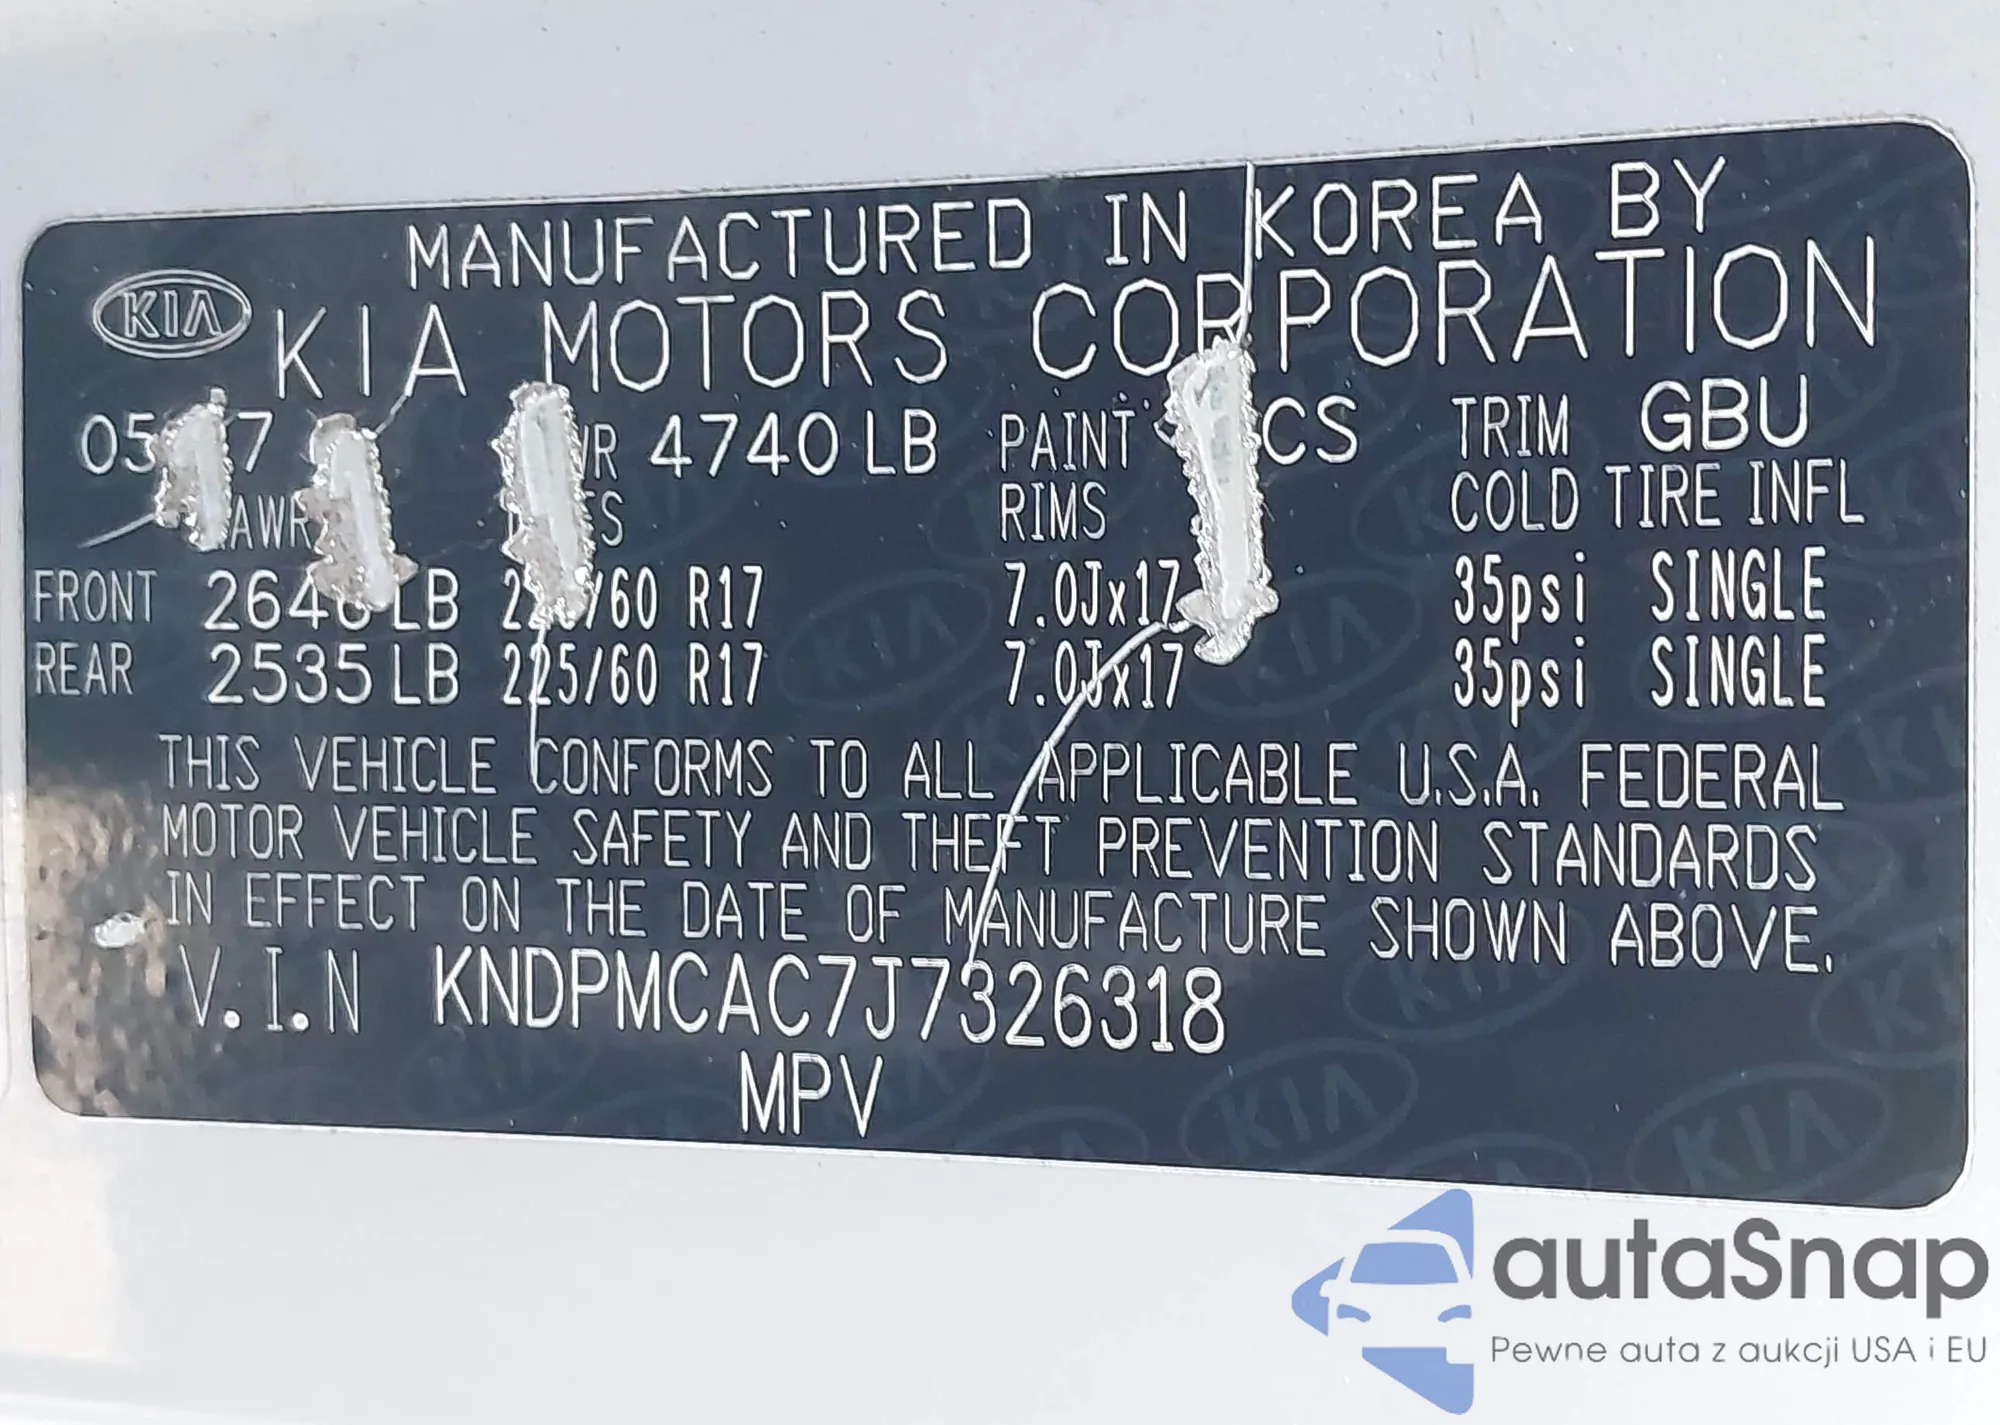 MANUFACTURED IN KOREA BY
KIA
KIA MOTORS CORPORATION
4740 LB PAINT TRIM GBU
RIMS COLD TIRE INFL
FRONT LB R17 7.0Jx17 35psi SINGLE
REAR 2535 LB 225/60 R17 7.0Jx17 35psi SINGLE
THIS VEHICLE CONFORMS TO ALL APPLICABLE U.S.A. FEDERAL
MOTOR VEHICLE SAFETY AND THEFT PREVENTION STANDARDS
IN EFFECT ON THE DATE OF MANUFACTURE SHOWN ABOVE.
V.I.N KNDPMCAC7J7326318
MPV
autaSnap
Pewne auta z aukcji USA i EU